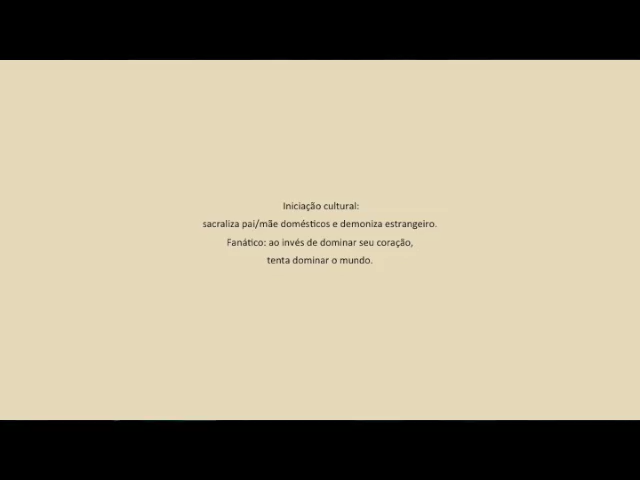 Iniciação cultural:
sacraliza pai/mãe domésticos e demoniza estrangeiro.
Fanático: ao invés de dominar seu coração,
tenta dominar o mundo.